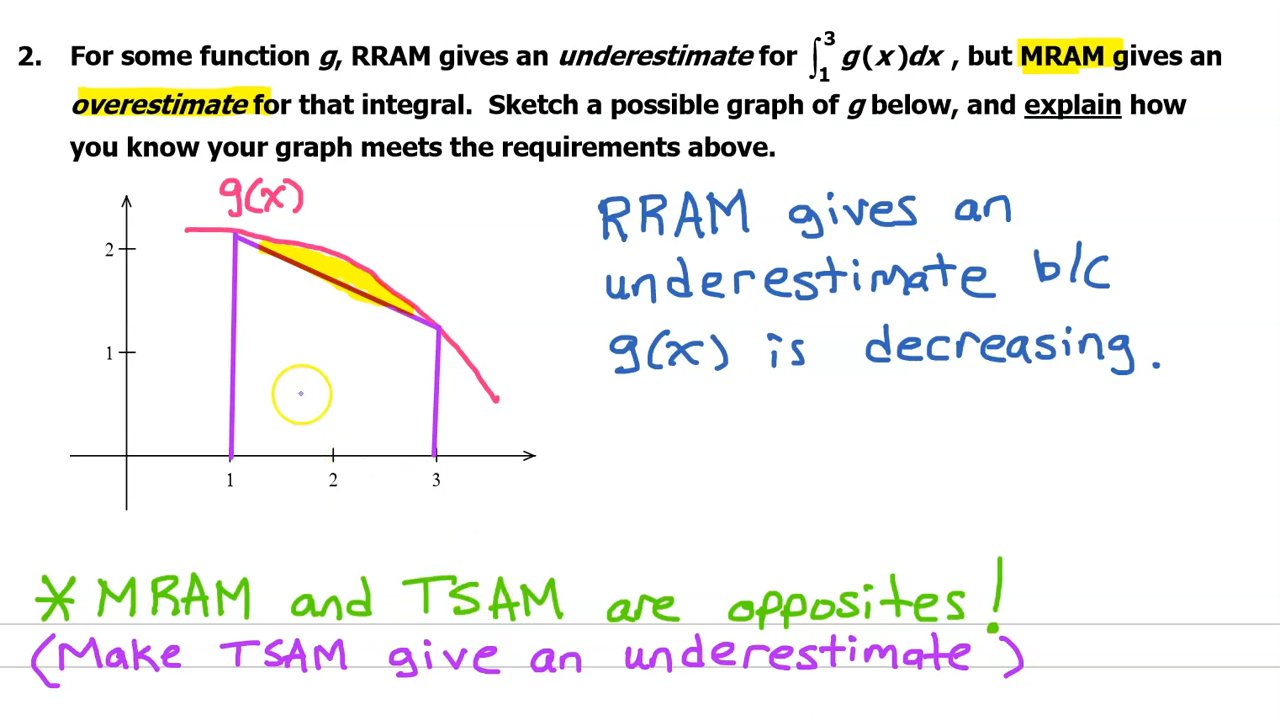 2. For some function g, RRAM gives an underestimate for ∫₁³ g(x)dx , but MRAM gives an
overestimate for that integral. Sketch a possible graph of g below, and explain how
you know your graph meets the requirements above.
g(x)
2
1
1 2 3
RRAM gives an
underestimate b/c
g(x) is decreasing.
* MRAM and TSAM are opposites!
(Make TSAM give an underestimate)